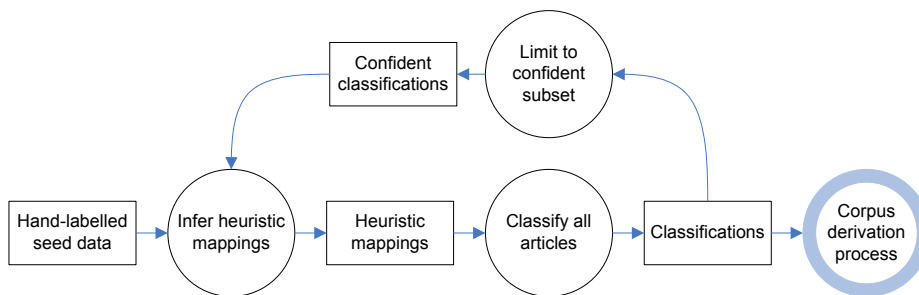 Confident
classifications
Limit to
confident
subset
Hand-labelled
seed data
Infer heuristic
mappings
Heuristic
mappings
Classify all
articles
Classifications
Corpus
derivation
process